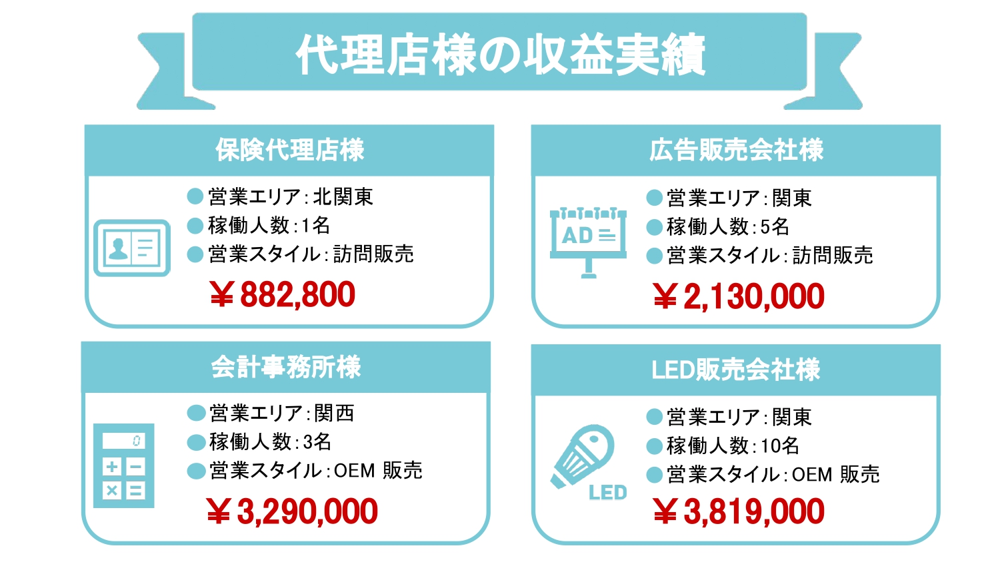 代理店様の収益実績
保険代理店様
●営業エリア:北関東
●稼働人数:1名
●営業スタイル:訪問販売
￥882,800
広告販売会社様
AD
●営業エリア:関東
●稼働人数:5名
●営業スタイル:訪問販売
￥2,130,000
会計事務所様
0
+ −
× =
●営業エリア:関西
●稼働人数:3名
●営業スタイル:OEM 販売
￥3,290,000
LED販売会社様
LED
●営業エリア:関東
●稼働人数:10名
●営業スタイル:OEM 販売
￥3,819,000